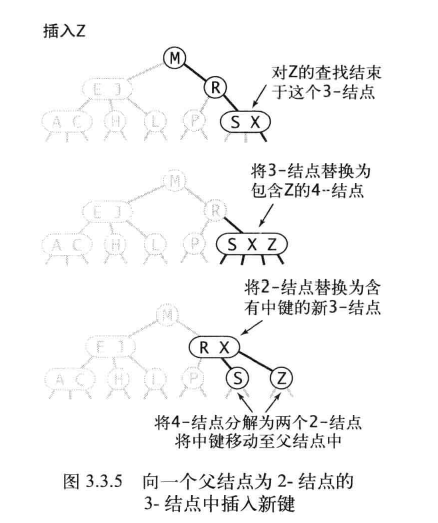 插入Z
M
R
E J
A C
H
L
P
S X
对Z的查找结束
于这个3-结点
M
R
E J
A C
H
L
P
S X Z
将3-结点替换为
包含Z的4-结点
M
R X
E J
A C
H
L
P
S
Z
将2-结点替换为含
有中键的新3-结点
将4-结点分解为两个2-结点
将中键移动至父结点中
图 3.3.5 向一个父结点为 2- 结点的
3- 结点中插入新键